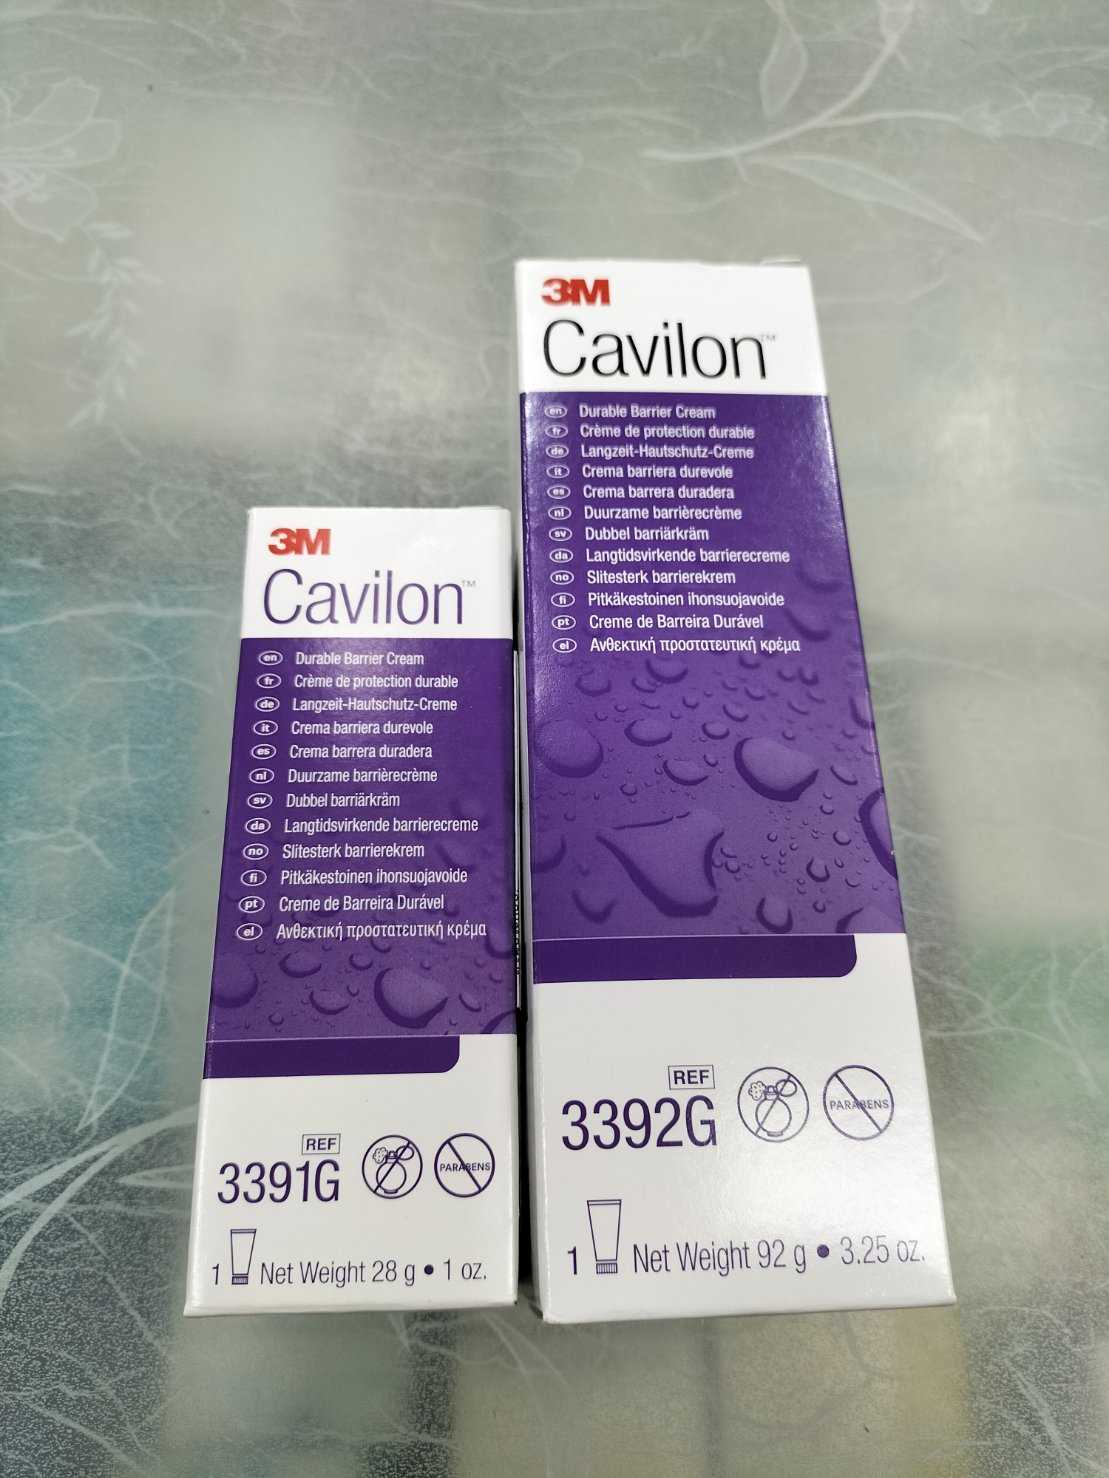 3M
Cavilon™
en Durable Barrier Cream
fr Crème de protection durable
de Langzeit-Hautschutz-Creme
it Crema barriera durevole
es Crema barrera duradera
nl Duurzame barrièrecrème
sv Dubbel barriärkräm
da Langtidsvirkende barrierecreme
no Slitesterk barrierekrem
fi Pitkäkestoinen ihonsuojavoide
pt Creme de Barreira Durável
el Ανθεκτική προστατευτική κρέμα
REF
3391G
PARABENS
1 Net Weight 28 g • 1 oz.
3M
Cavilon™
en Durable Barrier Cream
fr Crème de protection durable
de Langzeit-Hautschutz-Creme
it Crema barriera durevole
es Crema barrera duradera
nl Duurzame barrièrecrème
sv Dubbel barriärkräm
da Langtidsvirkende barrierecreme
no Slitesterk barrierekrem
fi Pitkäkestoinen ihonsuojavoide
pt Creme de Barreira Durável
el Ανθεκτική προστατευτική κρέμα
REF
3392G
PARABENS
1 Net Weight 92 g • 3.25 oz.